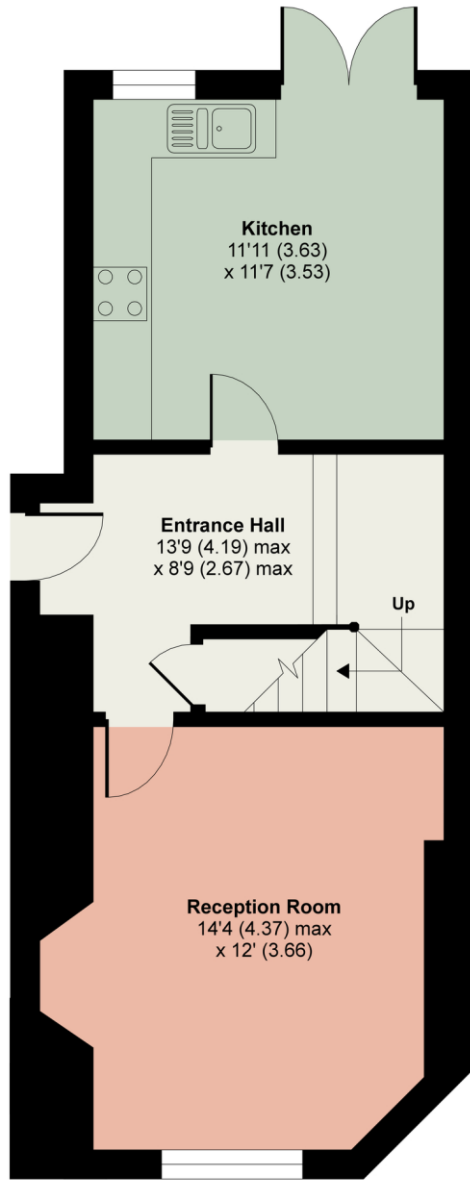 Kitchen
11'11 (3.63)
x 11'7 (3.53)
Entrance Hall
13'9 (4.19) max
x 8'9 (2.67) max
Up
Reception Room
14'4 (4.37) max
x 12' (3.66)